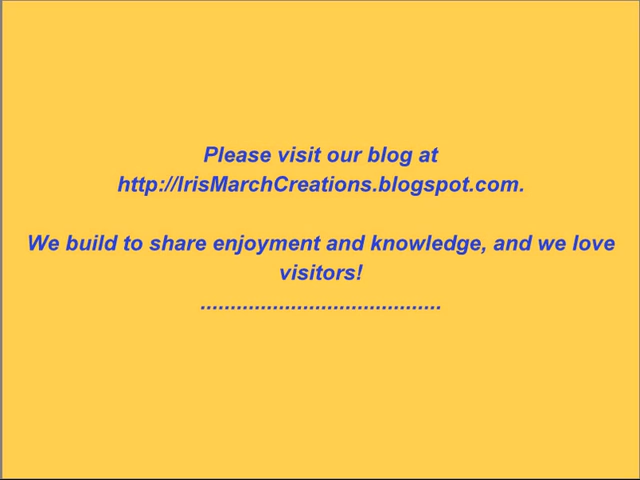 Please visit our blog at
http://IrisMarchCreations.blogspot.com.
We build to share enjoyment and knowledge, and we love
visitors!
........................................